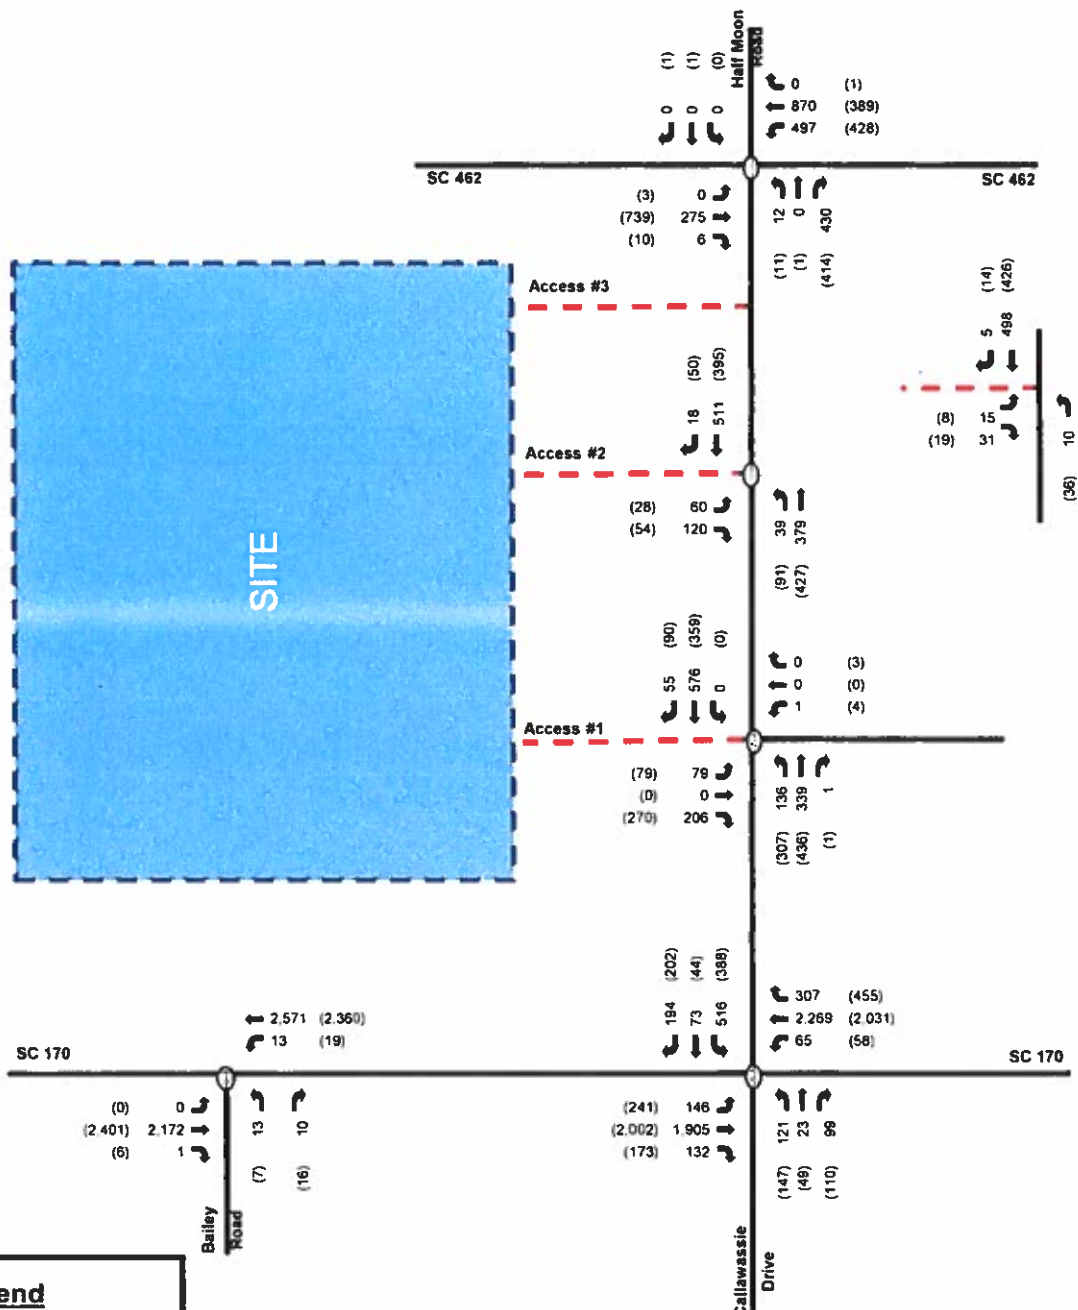 Half Moon
Road
(1) (1) (0)
0 0 0
0 (1)
870 (389)
497 (428)
SC 462
SC 462
(3) 0
(739) 275
(10) 6
12 0 430
(11) (1) (414)
Access #3
(14) (426)
5 498
(8) 15
(19) 31
10
(36)
(50) (395)
18 511
Access #2
(28) 60
(54) 120
39 379
(91) (427)
SITE
(90) (359) (0)
55 576 0
0 (3)
0 (0)
1 (4)
Access #1
(79) 79
(0) 0
(270) 206
136 339 1
(307) (436) (1)
(202) (44) (388)
194 73 516
307 (455)
2.269 (2.031)
65 (58)
2,571 (2.360)
13 (19)
SC 170
SC 170
(0) 0
(2,401) 2,172
(6) 1
13 10
(7) (16)
(241) 146
(2,002) 1,905
(173) 132
121 23 99
(147) (49) (110)
Bailey
Road
Callawassie
Drive
end